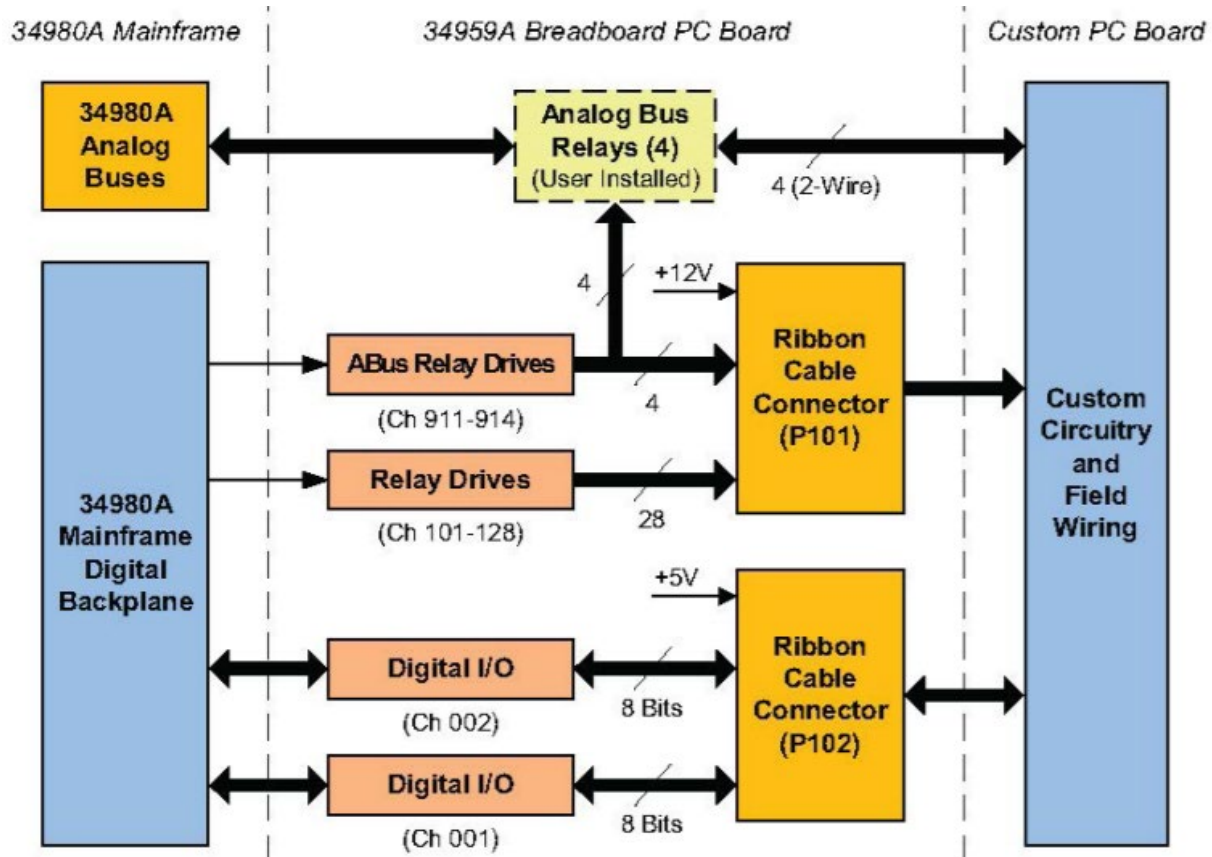 34980A Mainframe
34959A Breadboard PC Board
Custom PC Board
34980A
Analog
Buses
Analog Bus
Relays (4)
(User Installed)
4 (2-Wire)
4
+12V
ABus Relay Drives
(Ch 911-914)
4
Relay Drives
(Ch 101-128)
28
Ribbon
Cable
Connector
(P101)
34980A
Mainframe
Digital
Backplane
Custom
Circuitry
and
Field
Wiring
+5V
Digital I/O
(Ch 002)
8 Bits
Digital I/O
(Ch 001)
8 Bits
Ribbon
Cable
Connector
(P102)